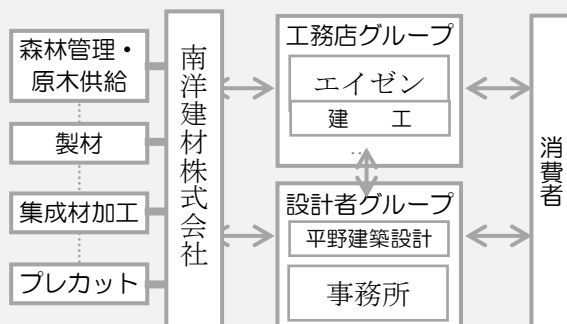 森林管理・
原木供給
製材
集成材加工
プレカット
南洋建材株式会社
工務店グループ
エイゼン
建　工
…
設計者グループ
平野建築設計
事務所
消費者